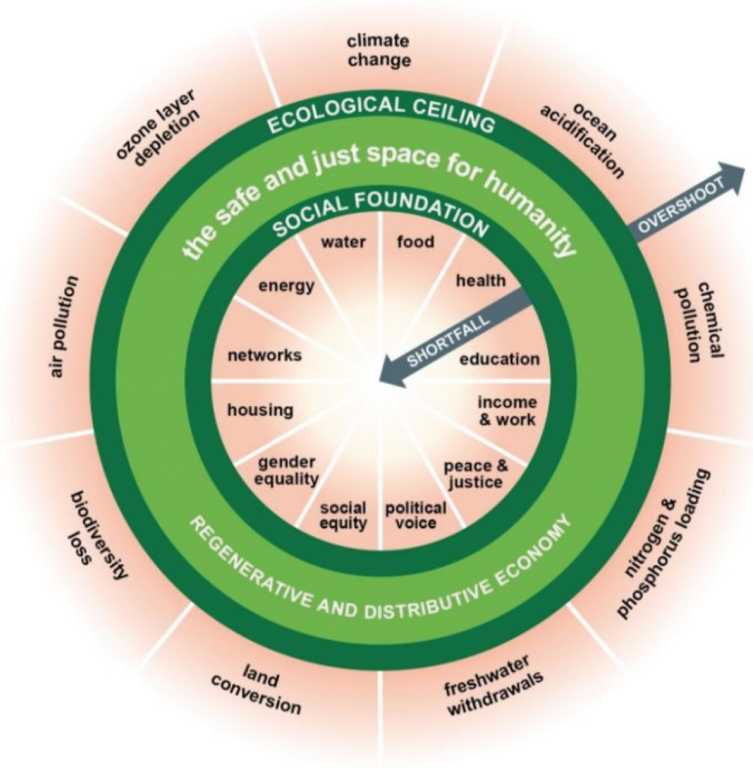 climate
change
ocean
acidification
chemical
pollution
nitrogen &
phosphorus loading
freshwater
withdrawals
land
conversion
biodiversity
loss
air pollution
ozone layer
depletion
OVERSHOOT
ECOLOGICAL CEILING
the safe and just space for humanity
SOCIAL FOUNDATION
water
food
health
SHORTFALL
education
income
& work
peace &
justice
political
voice
social
equity
gender
equality
housing
networks
energy
REGENERATIVE AND DISTRIBUTIVE ECONOMY